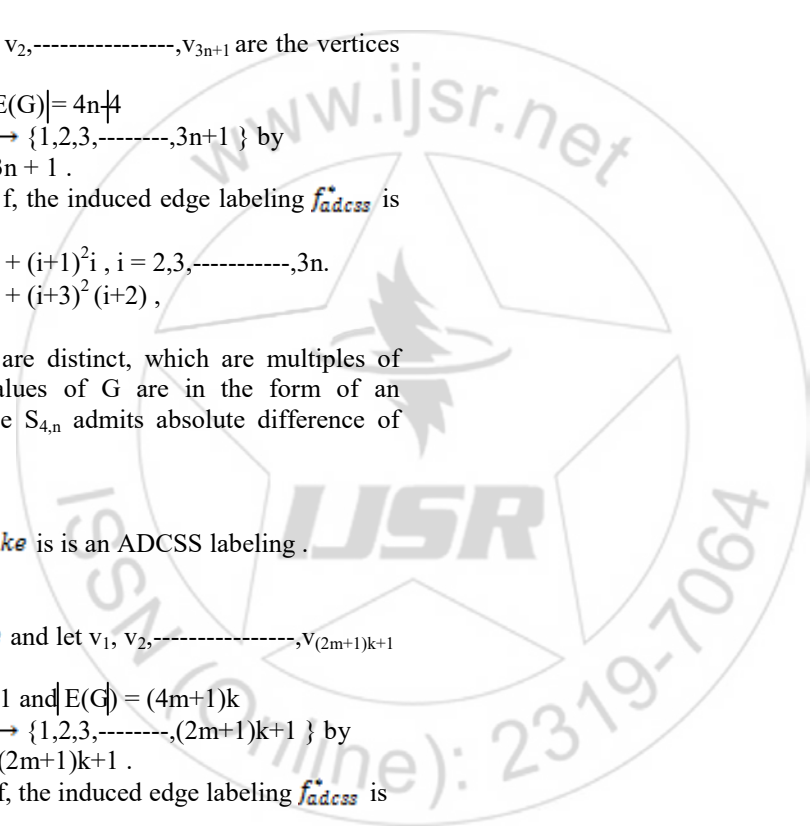 v₂,-----------------,v₃ₙ₊₁ are the vertices
E(G)|= 4n-4
→ {1,2,3,--------,3n+1 } by
n + 1 .
f, the induced edge labeling f*adcss is
+ (i+1)²i , i = 2,3,-----------,3n.
+ (i+3)² (i+2) ,
are distinct, which are multiples of
alues of G are in the form of an
e S₄,ₙ admits absolute difference of
ke is is an ADCSS labeling .
and let v₁, v₂,----------------,v₍₂ₘ₊₁₎ₖ₊₁
1 and| E(G) = (4m+1)k
→ {1,2,3,--------,(2m+1)k+1 } by
(2m+1)k+1 .
f, the induced edge labeling f*adcss is
www.ijsr.net
IJSR
ISSN (Online): 2319-7064